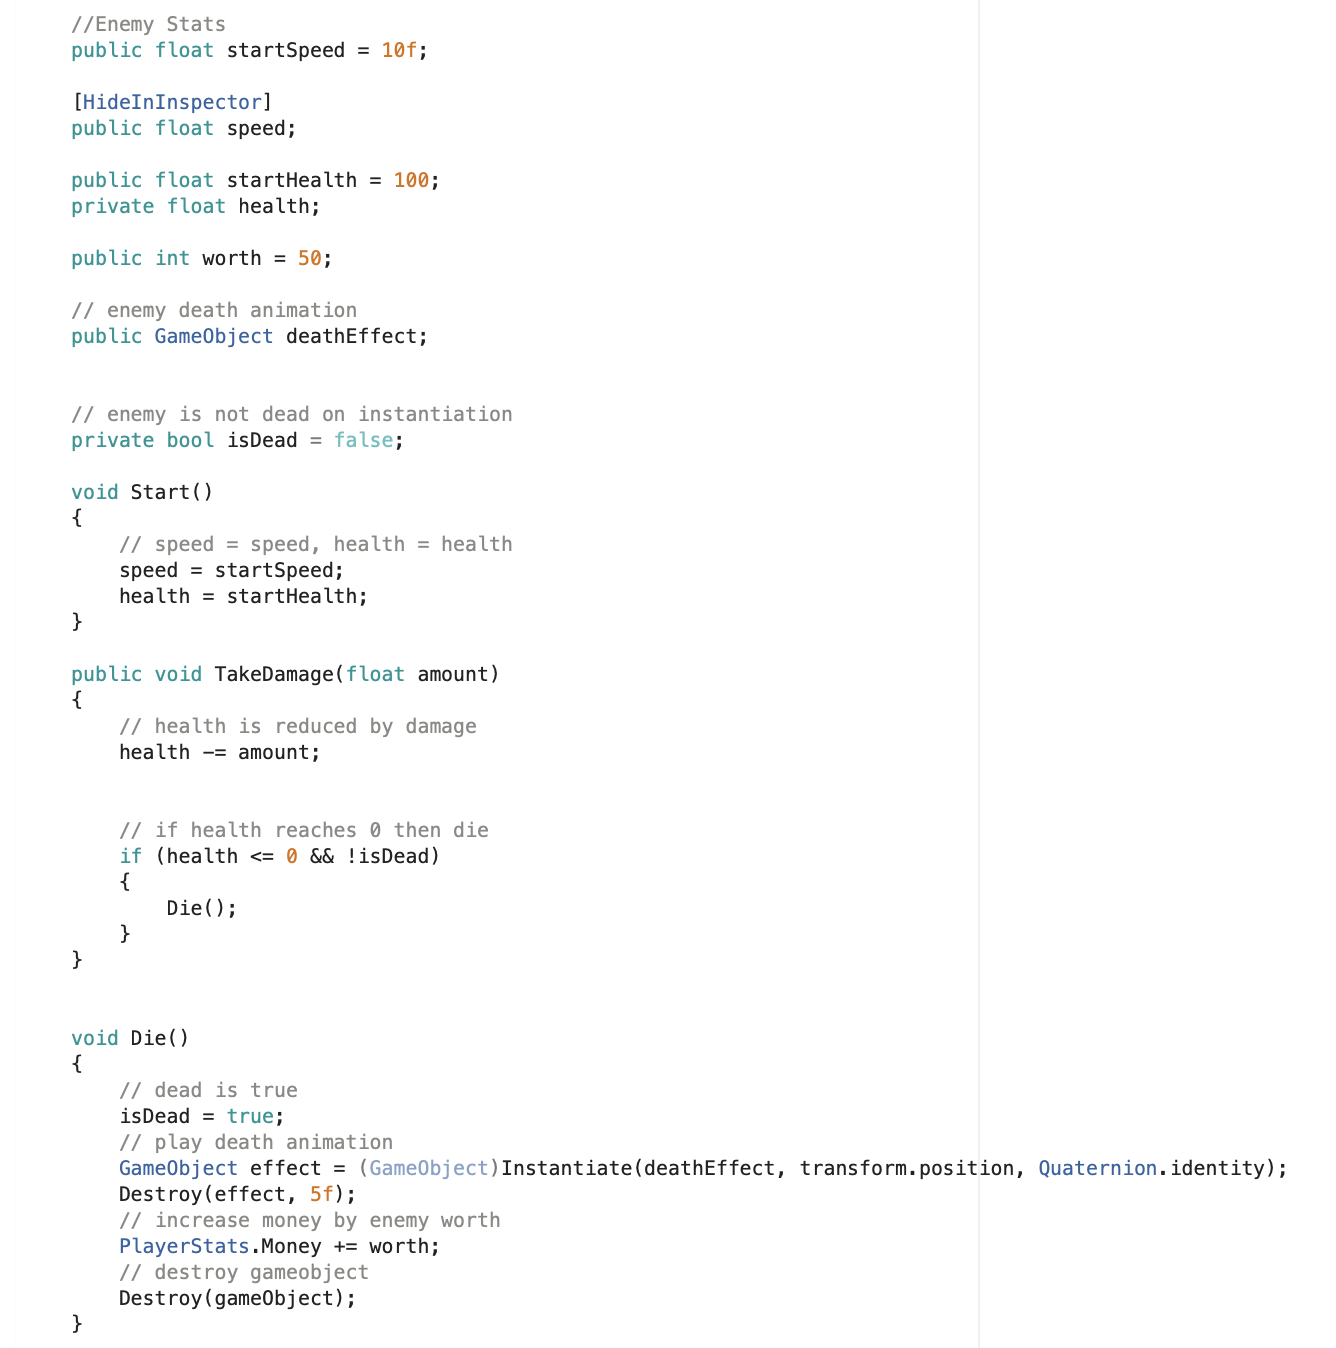 //Enemy Stats
public float startSpeed = 10f;
[HideInInspector]
public float speed;
public float startHealth = 100;
private float health;
public int worth = 50;
// enemy death animation
public GameObject deathEffect;
// enemy is not dead on instantiation
private bool isDead = false;
void Start()
{
// speed = speed, health = health
speed = startSpeed;
health = startHealth;
}
public void TakeDamage(float amount)
{
// health is reduced by damage
health -= amount;
// if health reaches 0 then die
if (health <= 0 && !isDead)
{
Die();
}
}
void Die()
{
// dead is true
isDead = true;
// play death animation
GameObject effect = (GameObject)Instantiate(deathEffect, transform.position, Quaternion.identity);
Destroy(effect, 5f);
// increase money by enemy worth
PlayerStats.Money += worth;
// destroy gameobject
Destroy(gameObject);
}